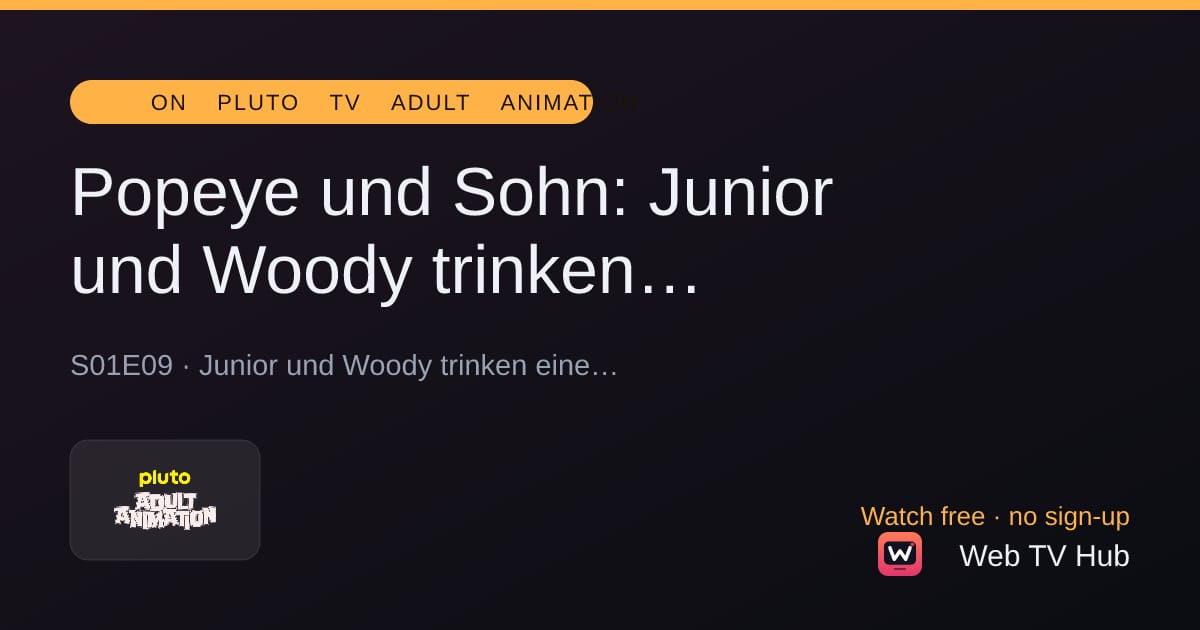 ON PLUTO TV ADULT ANIMATION
Popeye und Sohn: Junior
und Woody trinken…
S01E09 · Junior und Woody trinken eine…
pluto
ADULT
ANIMATION
Watch free · no sign-up
W
Web TV Hub